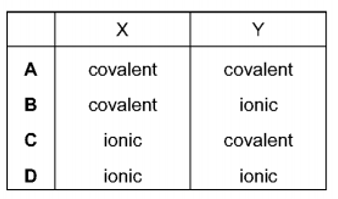 X Y
A covalent covalent
B covalent ionic
C ionic covalent
D ionic ionic